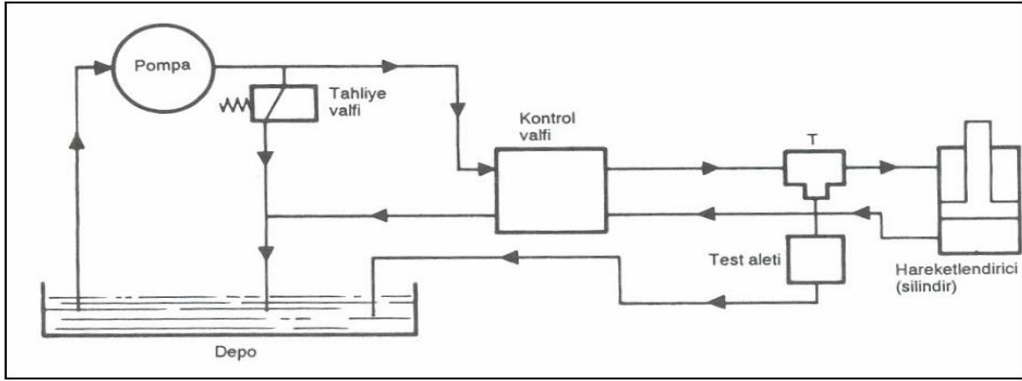 Pompa
Tahliye
valfi
Kontrol
valfi
T
Test aleti
Hareketlendirici
(silindir)
Depo